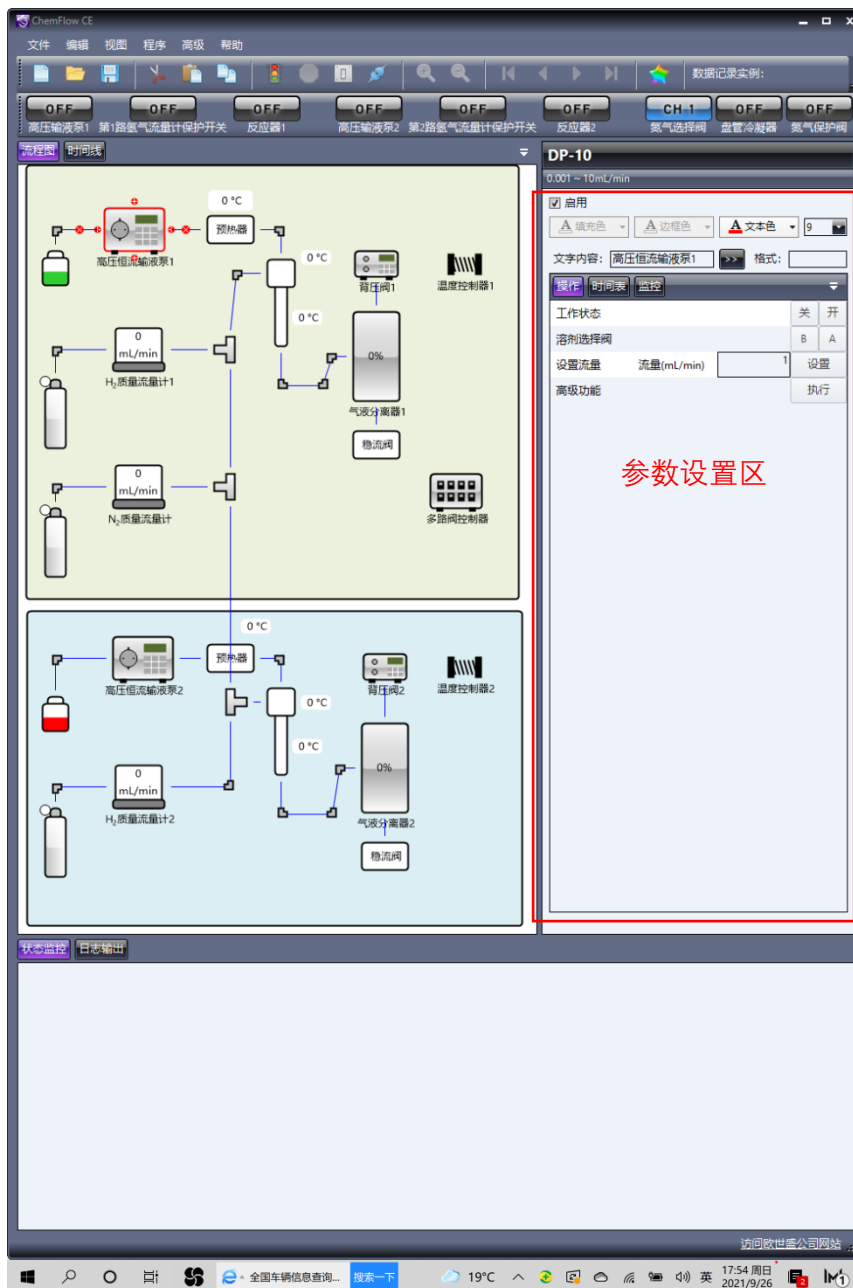 ChemFlow CE
文件 编辑 视图 程序 高级 帮助
数据记录实例:
OFF OFF OFF OFF OFF OFF CH-1 OFF OFF
高压输液泵1 第1路氢气流量计保护开关 反应器1 高压输液泵2 第2路氢气流量计保护开关 反应器2 氮气选择阀 盘管冷凝器 氮气保护阀
流程图 时间线
DP-10
0.001 ~ 10mL/min
启用
A 填充色 A 边框色 A 文本色 9
文字内容: 高压恒流输液泵1 >> 格式:
操作 时间表 监控
工作状态 关 开
溶剂选择阀 B A
设置流量 流量(mL/min) 1 设置
高级功能 执行
参数设置区
0 °C
预热器
高压恒流输液泵1
0 °C
背压阀1
温度控制器1
0 °C
0
mL/min
H₂质量流量计1
0%
气液分离器1
稳流阀
0
mL/min
N₂质量流量计
多路阀控制器
0 °C
预热器
高压恒流输液泵2
背压阀2
温度控制器2
0 °C
0 °C
0
mL/min
H₂质量流量计2
0%
气液分离器2
稳流阀
状态监控 日志输出
访问欧世盛公司网站
全国车辆信息查询... 搜索一下 19°C 英 17:54 周日
2021/9/26 2 1